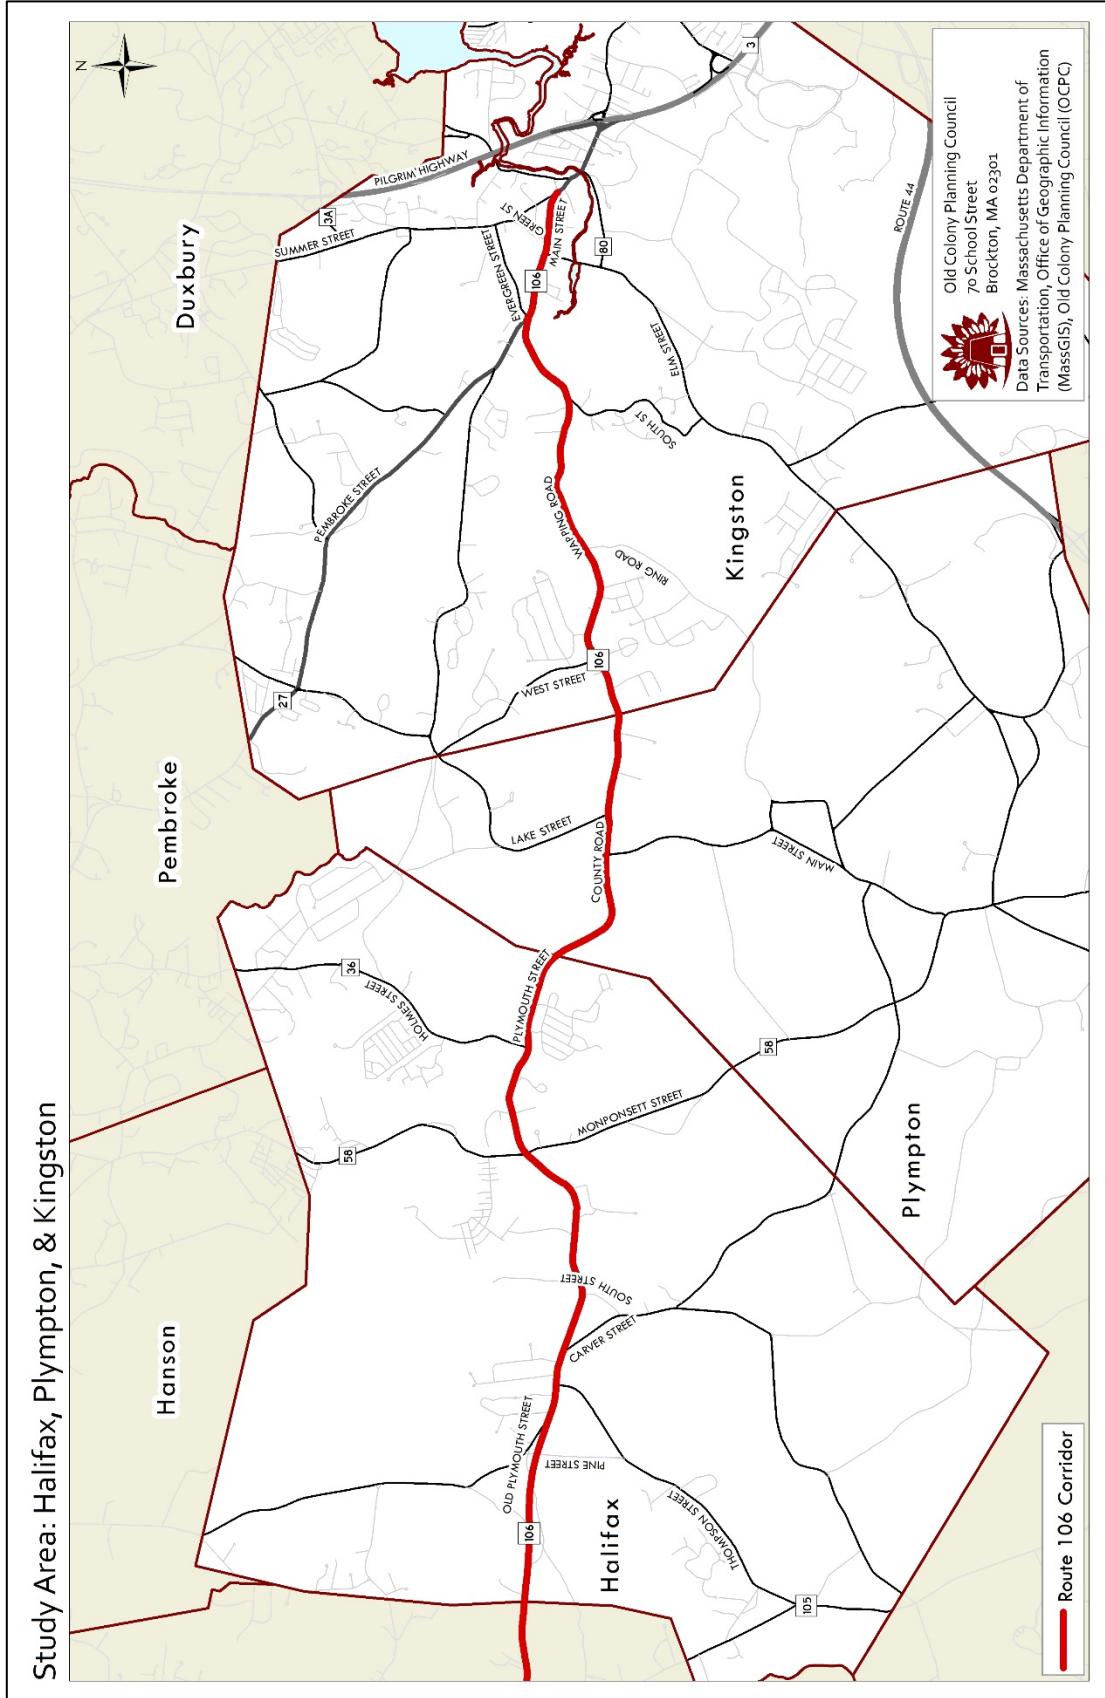 Study Area: Halifax, Plympton, & Kingston
N
Hanson
Pembroke
Duxbury
3A
SUMMER STREET
PILGRIM HIGHWAY
3
27
PEMBROKE STREET
EVERGREEN STREET
GREEN ST
MAIN STREET
106
80
ELM STREET
SOUTH ST
WAPPING ROAD
RING ROAD
Kingston
ROUTE 44
WEST STREET
106
LAKE STREET
COUNTY ROAD
MAIN STREET
36
HOLMES STREET
PLYMOUTH STREET
58
MONPONSETT STREET
58
Plympton
SOUTH STREET
CARVER STREET
OLD PLYMOUTH STREET
106
PINE STREET
Halifax
THOMPSON STREET
105
Route 106 Corridor
Old Colony Planning Council
70 School Street
Brockton, MA 02301
Data Sources: Massachusetts Department of
Transportation, Office of Geographic Information
(MassGIS), Old Colony Planning Council (OCPC)